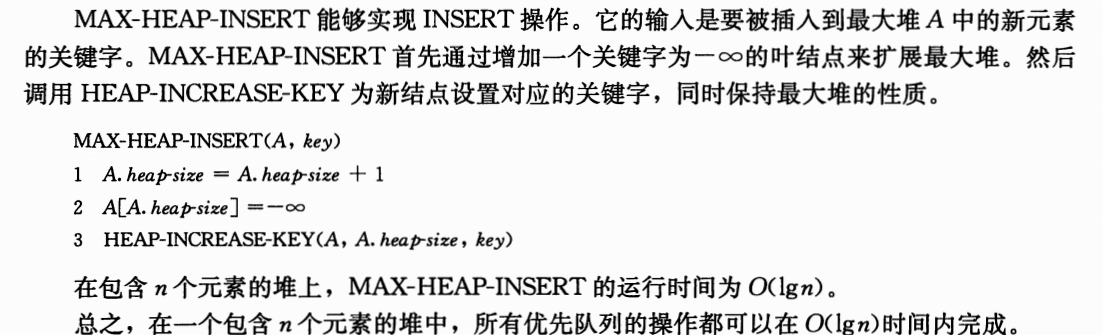 MAX-HEAP-INSERT 能够实现 INSERT 操作。它的输入是要被插入到最大堆 A 中的新元素
的关键字。MAX-HEAP-INSERT 首先通过增加一个关键字为－∞的叶结点来扩展最大堆。然后
调用 HEAP-INCREASE-KEY 为新结点设置对应的关键字，同时保持最大堆的性质。
MAX-HEAP-INSERT(A, key)
1 A.heap-size = A.heap-size + 1
2 A[A.heap-size] =－∞
3 HEAP-INCREASE-KEY(A, A.heap-size, key)
在包含 n 个元素的堆上，MAX-HEAP-INSERT 的运行时间为 O(lgn)。
总之，在一个包含 n 个元素的堆中，所有优先队列的操作都可以在 O(lgn)时间内完成。